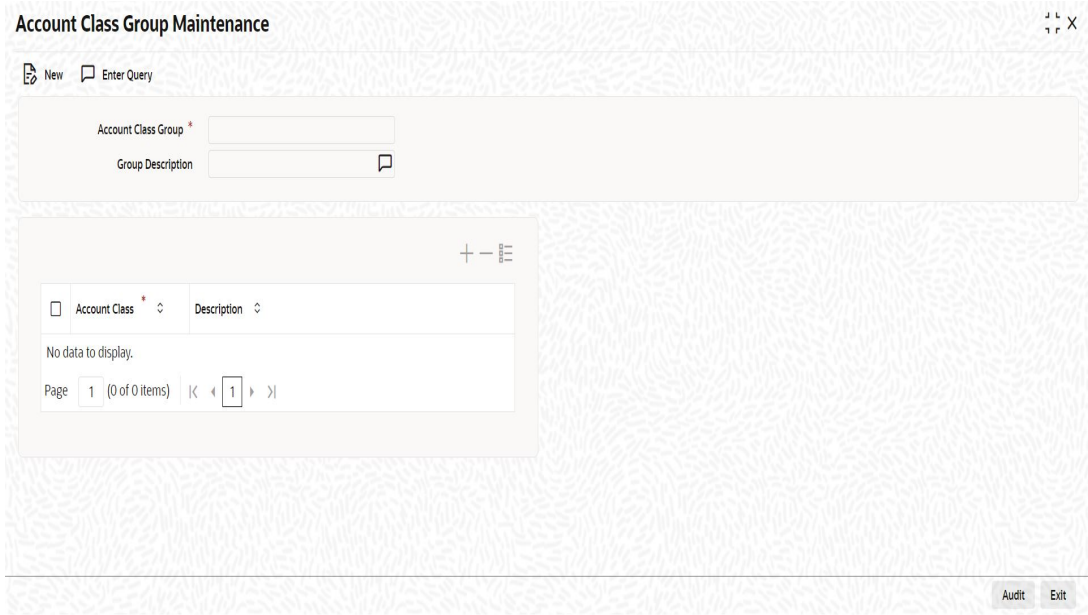 Account Class Group Maintenance
New Enter Query
Account Class Group *
Group Description
Account Class * Description
No data to display.
Page 1 (0 of 0 items) 1
Audit Exit